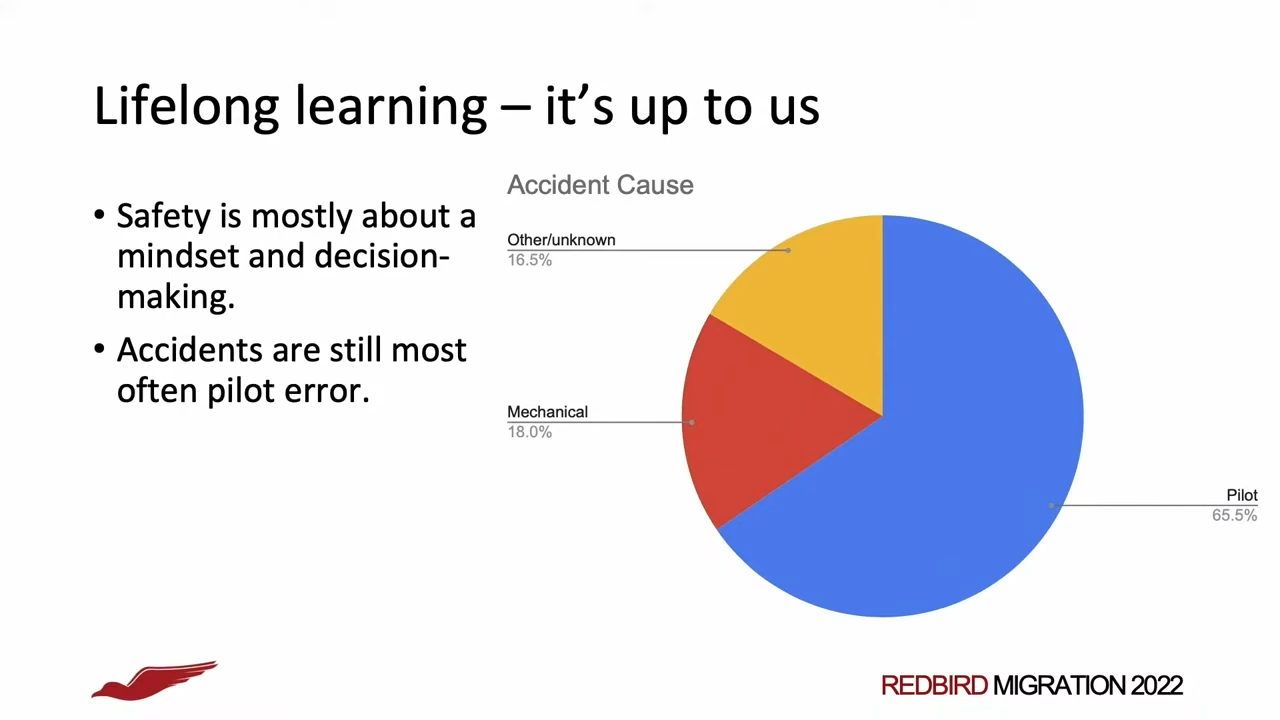 Lifelong learning – it’s up to us
• Safety is mostly about a
mindset and decision-
making.
• Accidents are still most
often pilot error.
Accident Cause
Other/unknown
16.5%
Mechanical
18.0%
Pilot
65.5%
REDBIRD MIGRATION 2022